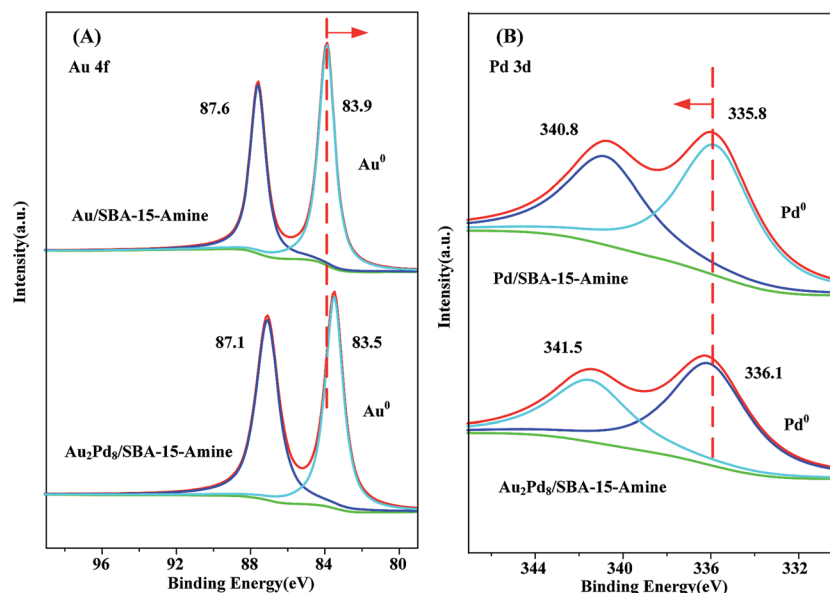 (A)
Au 4f
87.6
83.9
Au⁰
Au/SBA-15-Amine
87.1
83.5
Au⁰
Au₂Pd₈/SBA-15-Amine
Intensity(a.u.)
96 92 88 84 80
Binding Energy(eV)
(B)
Pd 3d
340.8
335.8
Pd⁰
Pd/SBA-15-Amine
341.5
336.1
Pd⁰
Au₂Pd₈/SBA-15-Amine
Intensity(a.u.)
344 340 336 332
Binding Energy(eV)